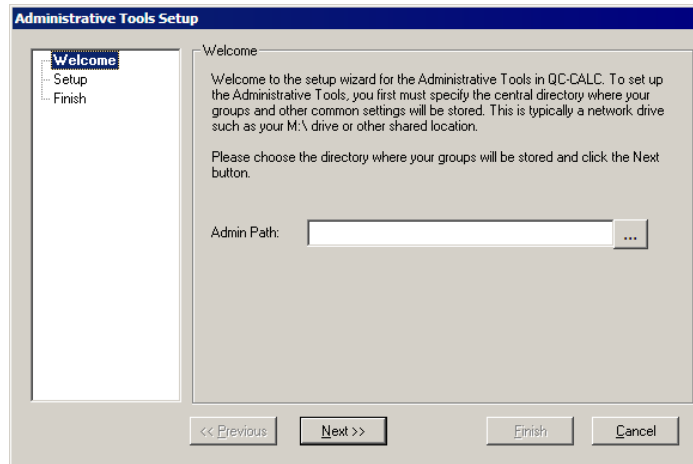 Administrative Tools Setup
Welcome
Setup
Finish
Welcome
Welcome to the setup wizard for the Administrative Tools in QC-CALC. To set up
the Administrative Tools, you first must specify the central directory where your
groups and other common settings will be stored. This is typically a network drive
such as your M:\ drive or other shared location.
Please choose the directory where your groups will be stored and click the Next
button.
Admin Path:
...
<< Previous
Next >>
Finish
Cancel